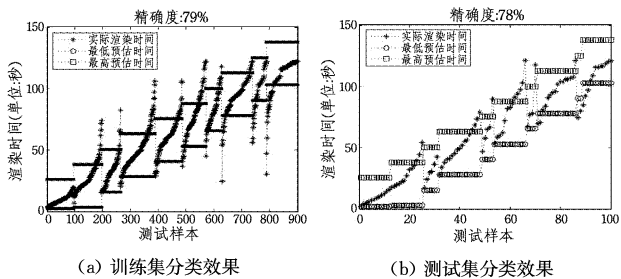 精确度:79%
150
100
50
0
渲染时间(单位:秒)
实际渲染时间
最低预估时间
最高预估时间
0 100 200 300 400 500 600 700 800 900
测试样本
(a) 训练集分类效果
精确度:78%
150
100
50
0
渲染时间(单位:秒)
实际渲染时间
最低预估时间
最高预估时间
0 20 40 60 80 100
测试样本
(b) 测试集分类效果